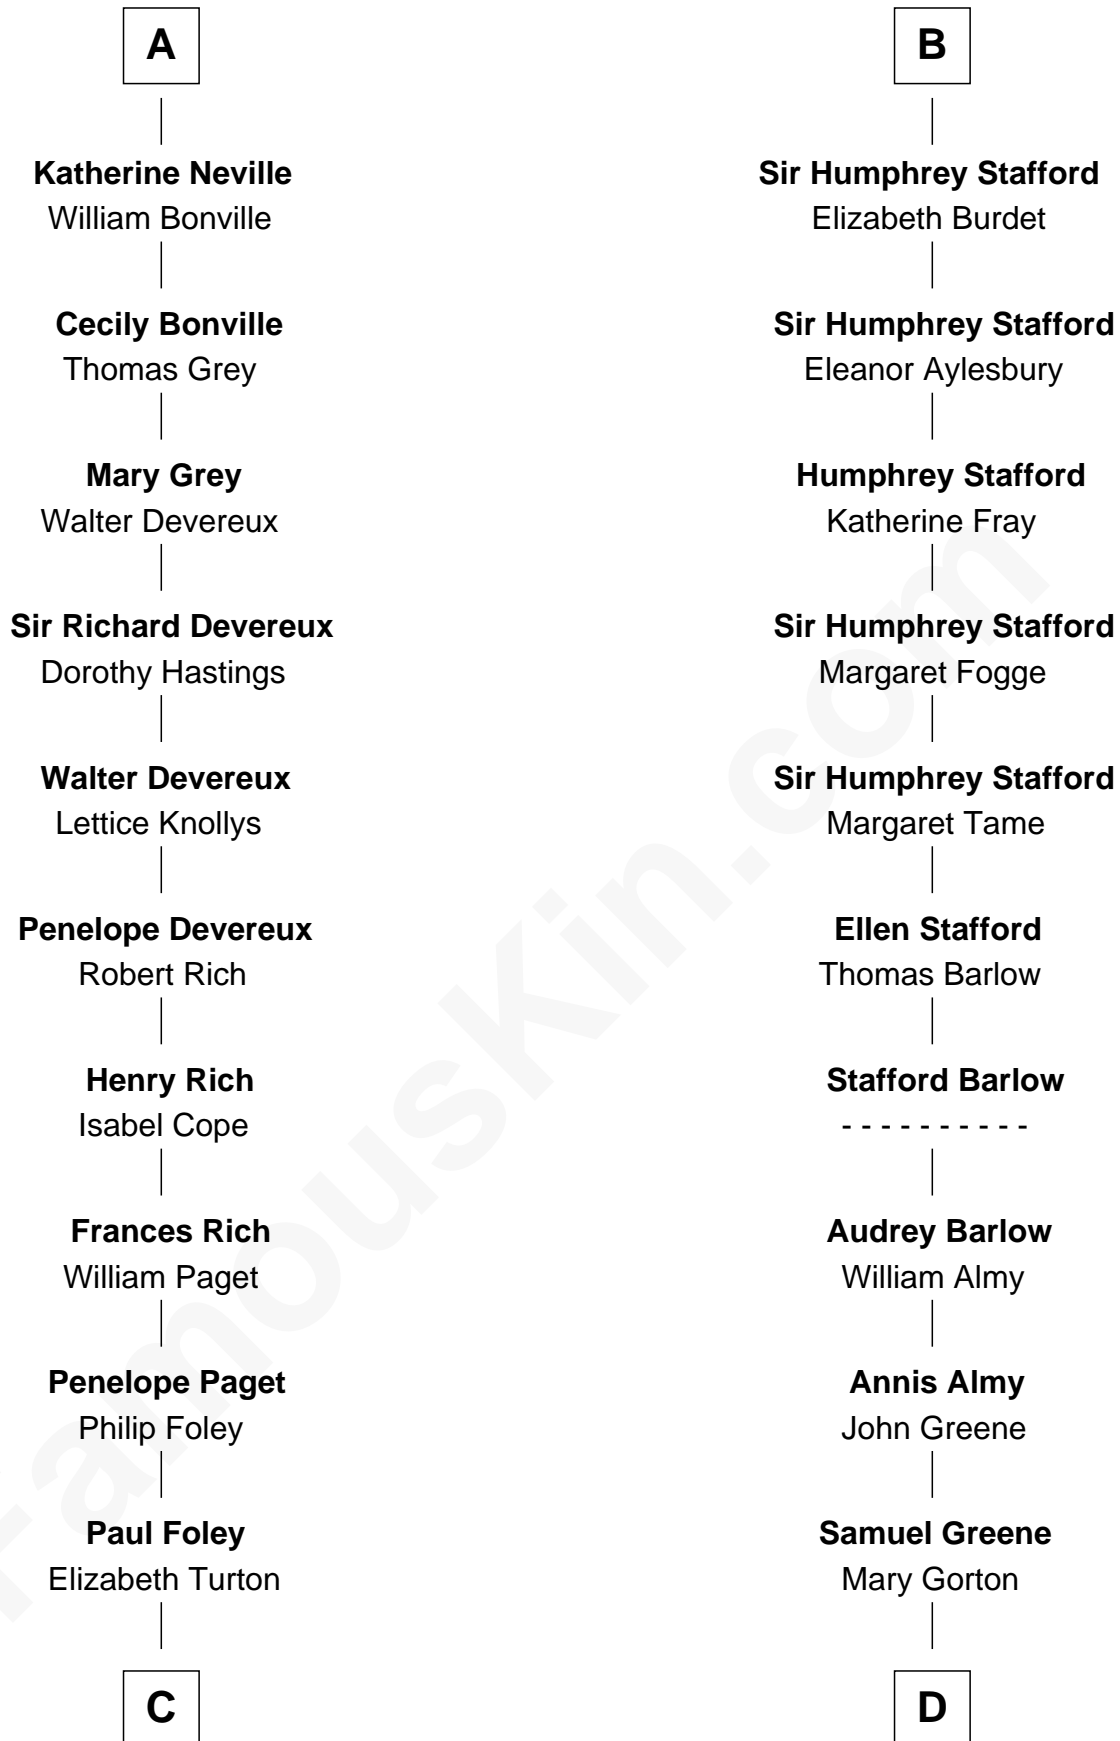 A
Katherine Neville
William Bonville
Cecily Bonville
Thomas Grey
Mary Grey
Walter Devereux
Sir Richard Devereux
Dorothy Hastings
Walter Devereux
Lettice Knollys
Penelope Devereux
Robert Rich
Henry Rich
Isabel Cope
Frances Rich
William Paget
Penelope Paget
Philip Foley
Paul Foley
Elizabeth Turton
C
B
Sir Humphrey Stafford
Elizabeth Burdet
Sir Humphrey Stafford
Eleanor Aylesbury
Humphrey Stafford
Katherine Fray
Sir Humphrey Stafford
Margaret Fogge
Sir Humphrey Stafford
Margaret Tame
Ellen Stafford
Thomas Barlow
Stafford Barlow
- - - - - - - - - -
Audrey Barlow
William Almy
Annis Almy
John Greene
Samuel Greene
Mary Gorton
D
FamousKin.com